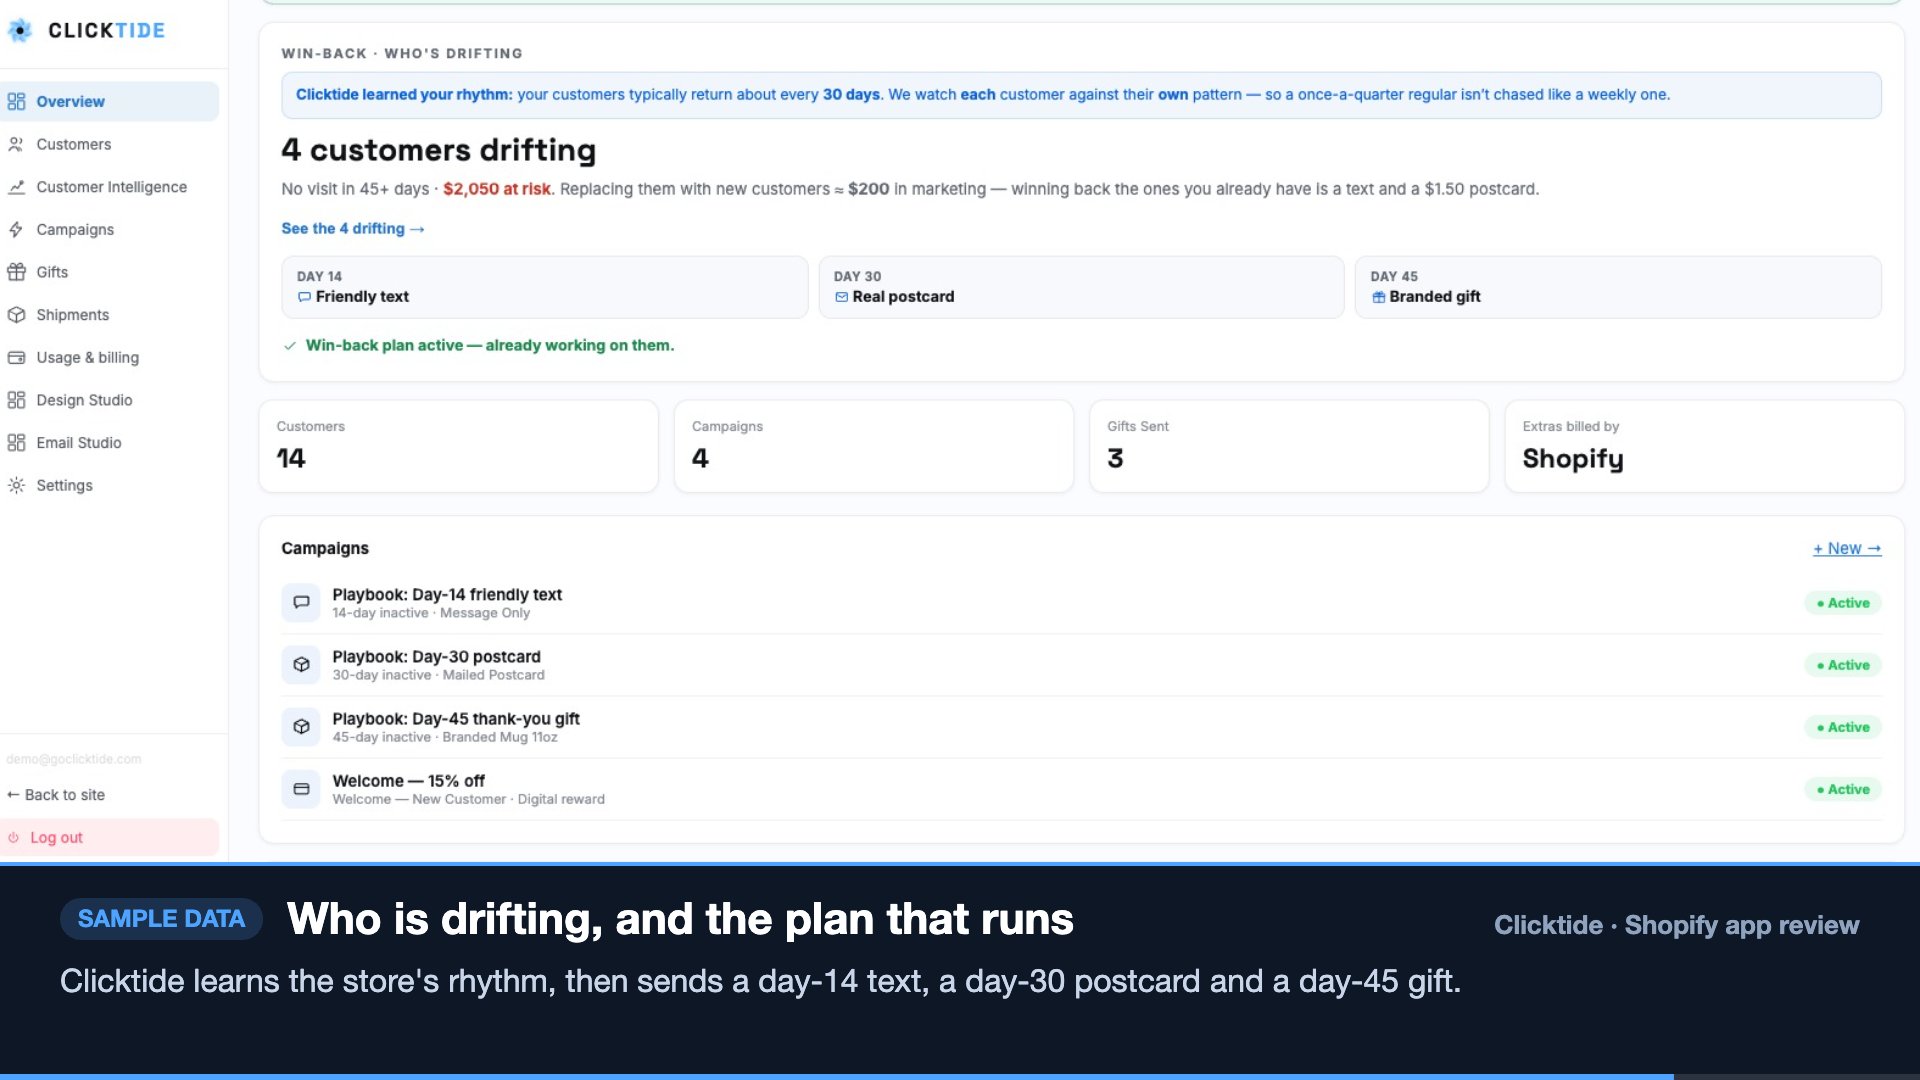 CLICKTIDE
Overview
Customers
Customer Intelligence
Campaigns
Gifts
Shipments
Usage & billing
Design Studio
Email Studio
Settings
demo@goclicktide.com
← Back to site
Log out
WIN-BACK · WHO'S DRIFTING
Clicktide learned your rhythm: your customers typically return about every 30 days. We watch each customer against their own pattern — so a once-a-quarter regular isn't chased like a weekly one.
4 customers drifting
No visit in 45+ days · $2,050 at risk. Replacing them with new customers ≈ $200 in marketing — winning back the ones you already have is a text and a $1.50 postcard.
See the 4 drifting →
DAY 14
Friendly text
DAY 30
Real postcard
DAY 45
Branded gift
✓ Win-back plan active — already working on them.
Customers
14
Campaigns
4
Gifts Sent
3
Extras billed by
Shopify
Campaigns
+ New →
Playbook: Day-14 friendly text
14-day inactive · Message Only
• Active
Playbook: Day-30 postcard
30-day inactive · Mailed Postcard
• Active
Playbook: Day-45 thank-you gift
45-day inactive · Branded Mug 11oz
• Active
Welcome — 15% off
Welcome — New Customer · Digital reward
• Active
SAMPLE DATA
Who is drifting, and the plan that runs
Clicktide · Shopify app review
Clicktide learns the store's rhythm, then sends a day-14 text, a day-30 postcard and a day-45 gift.